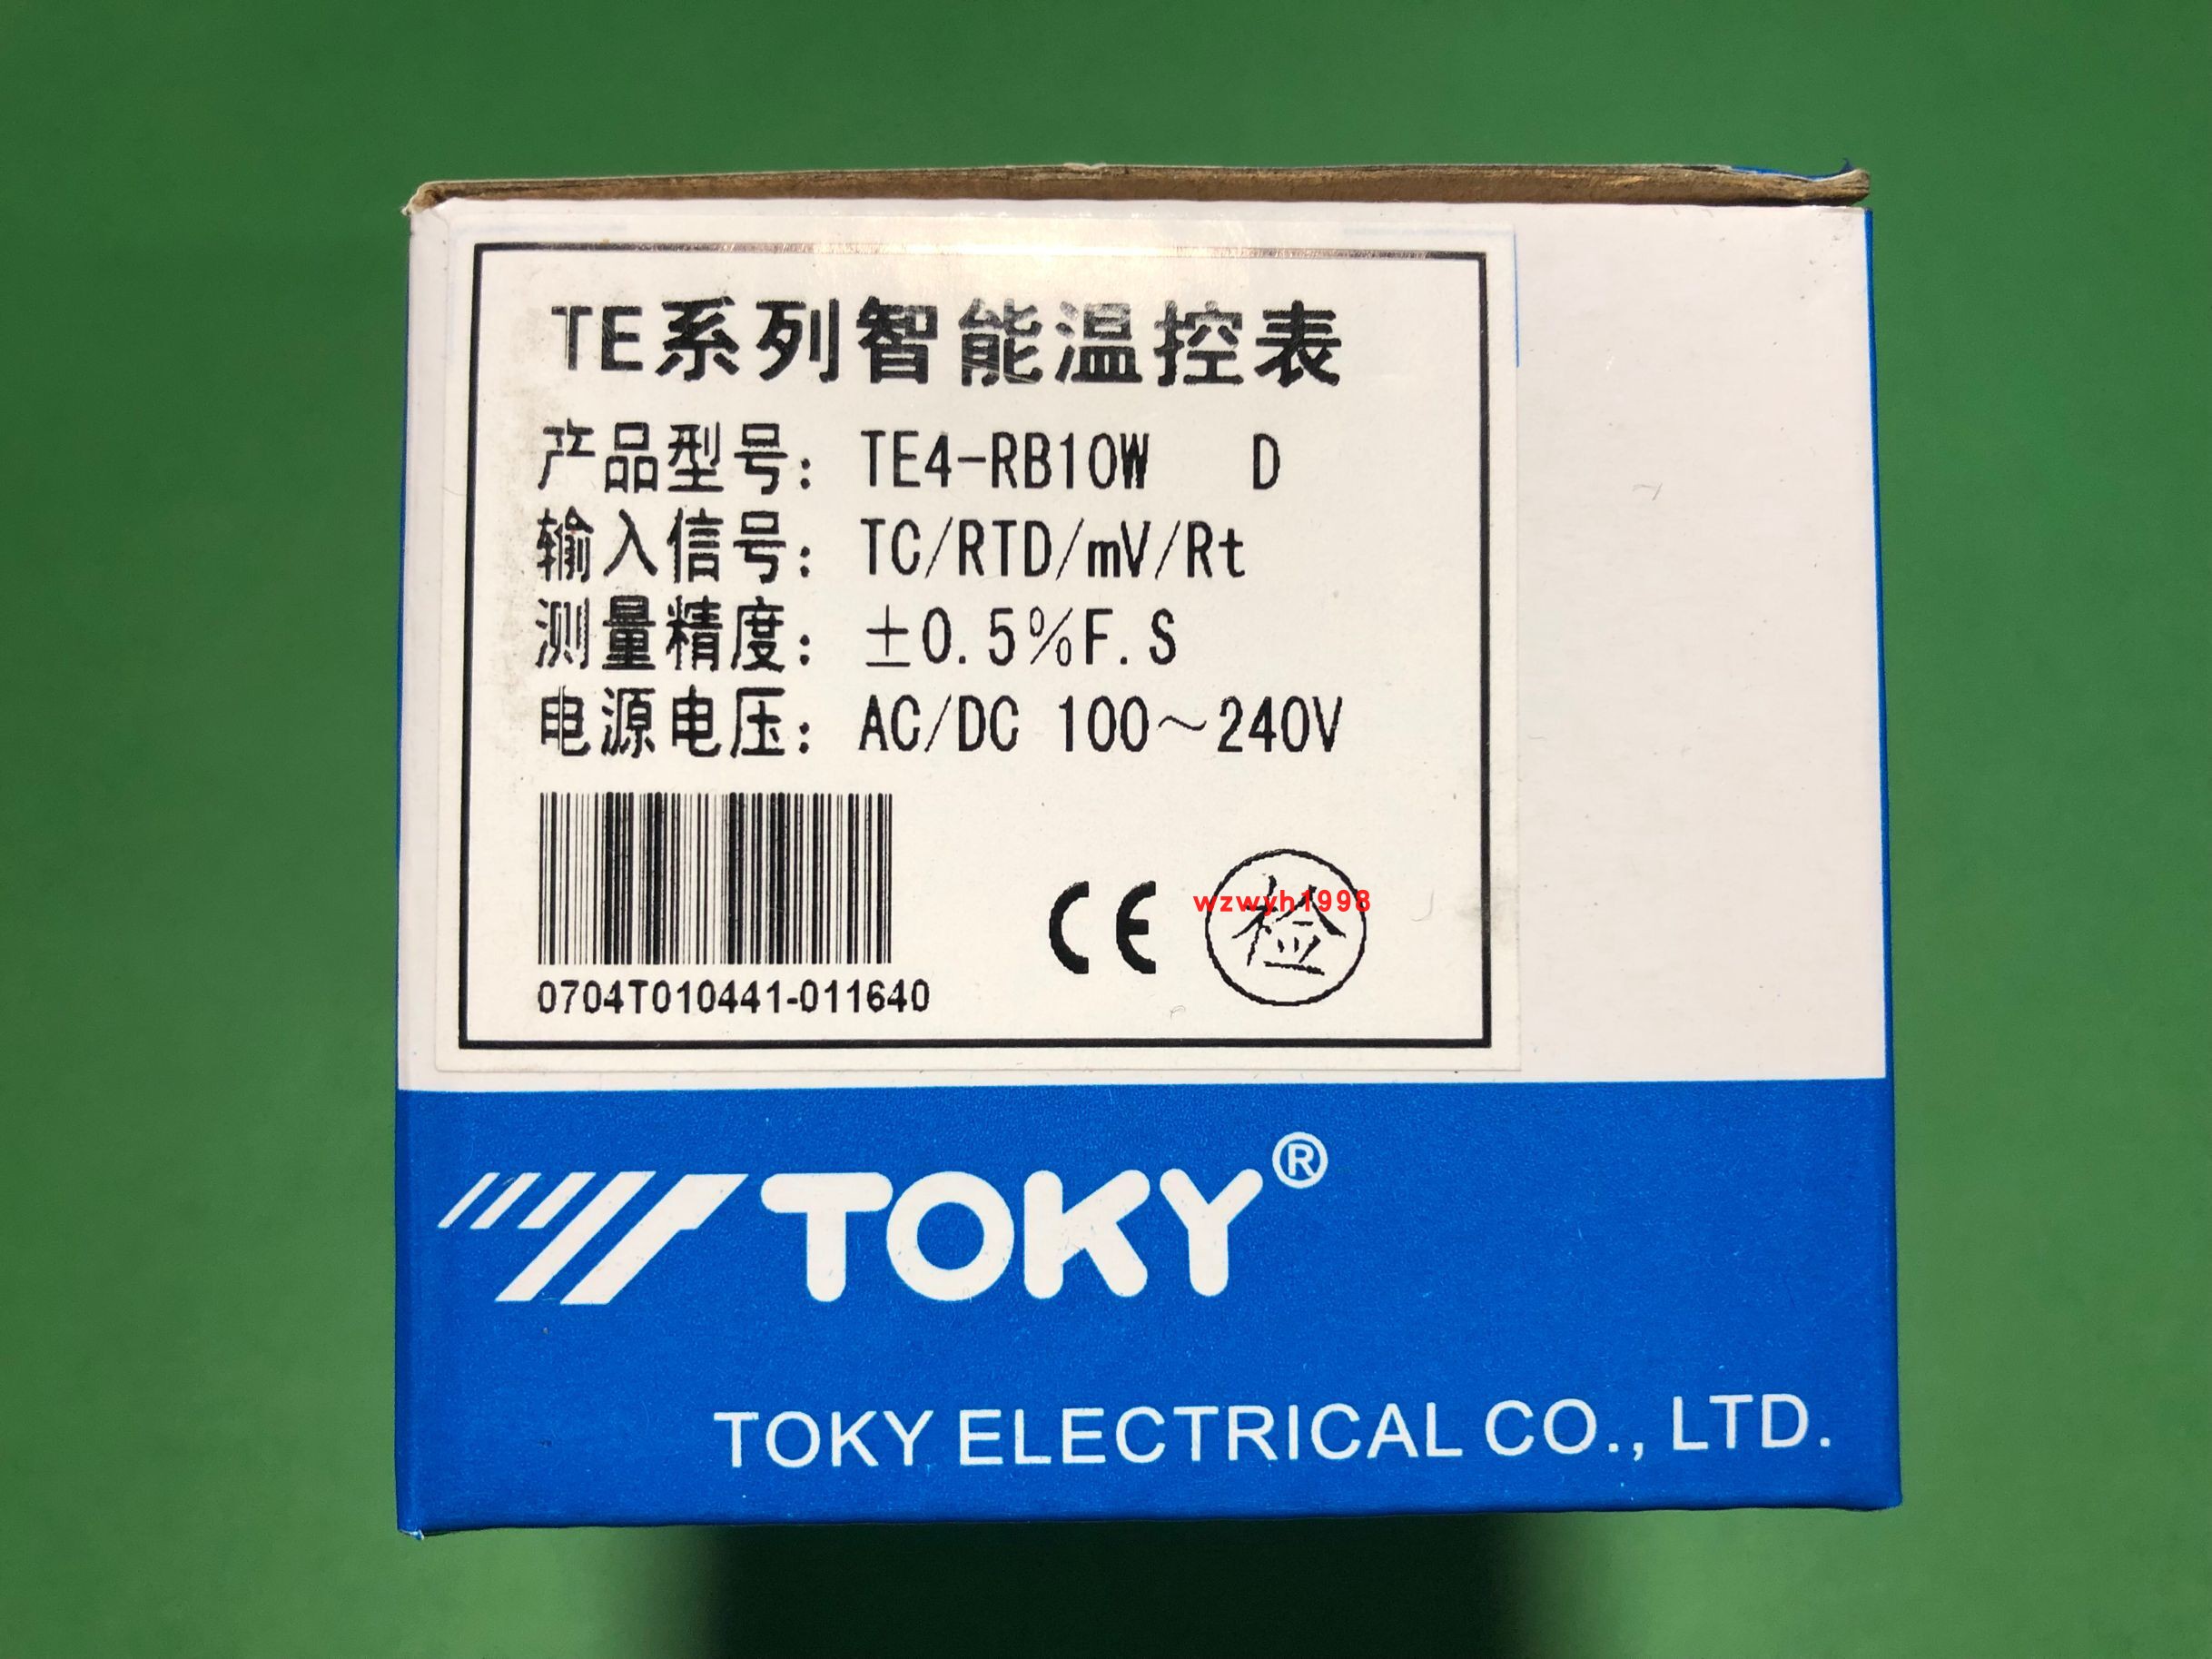 TE系列智能温控表
产品型号: TE4-RB10W D
输入信号: TC/RTD/mV/Rt
测量精度: ±0.5%F.S
电源电压: AC/DC 100~240V
0704T010441-011640
CE
检
wzwyh1998
TOKY®
TOKY ELECTRICAL CO., LTD.